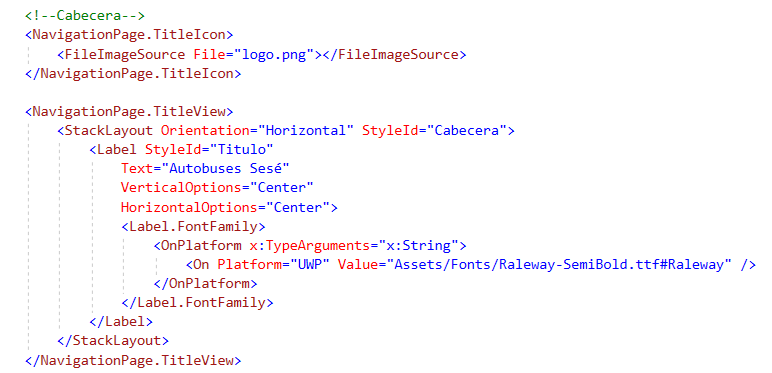 <!--Cabecera-->
<NavigationPage.TitleIcon>
<FileImageSource File="logo.png"></FileImageSource>
</NavigationPage.TitleIcon>
<NavigationPage.TitleView>
<StackLayout Orientation="Horizontal" StyleId="Cabecera">
<Label StyleId="Titulo"
Text="Autobuses Sesé"
VerticalOptions="Center"
HorizontalOptions="Center">
<Label.FontFamily>
<OnPlatform x:TypeArguments="x:String">
<On Platform="UWP" Value="Assets/Fonts/Raleway-SemiBold.ttf#Raleway" />
</OnPlatform>
</Label.FontFamily>
</Label>
</StackLayout>
</NavigationPage.TitleView>